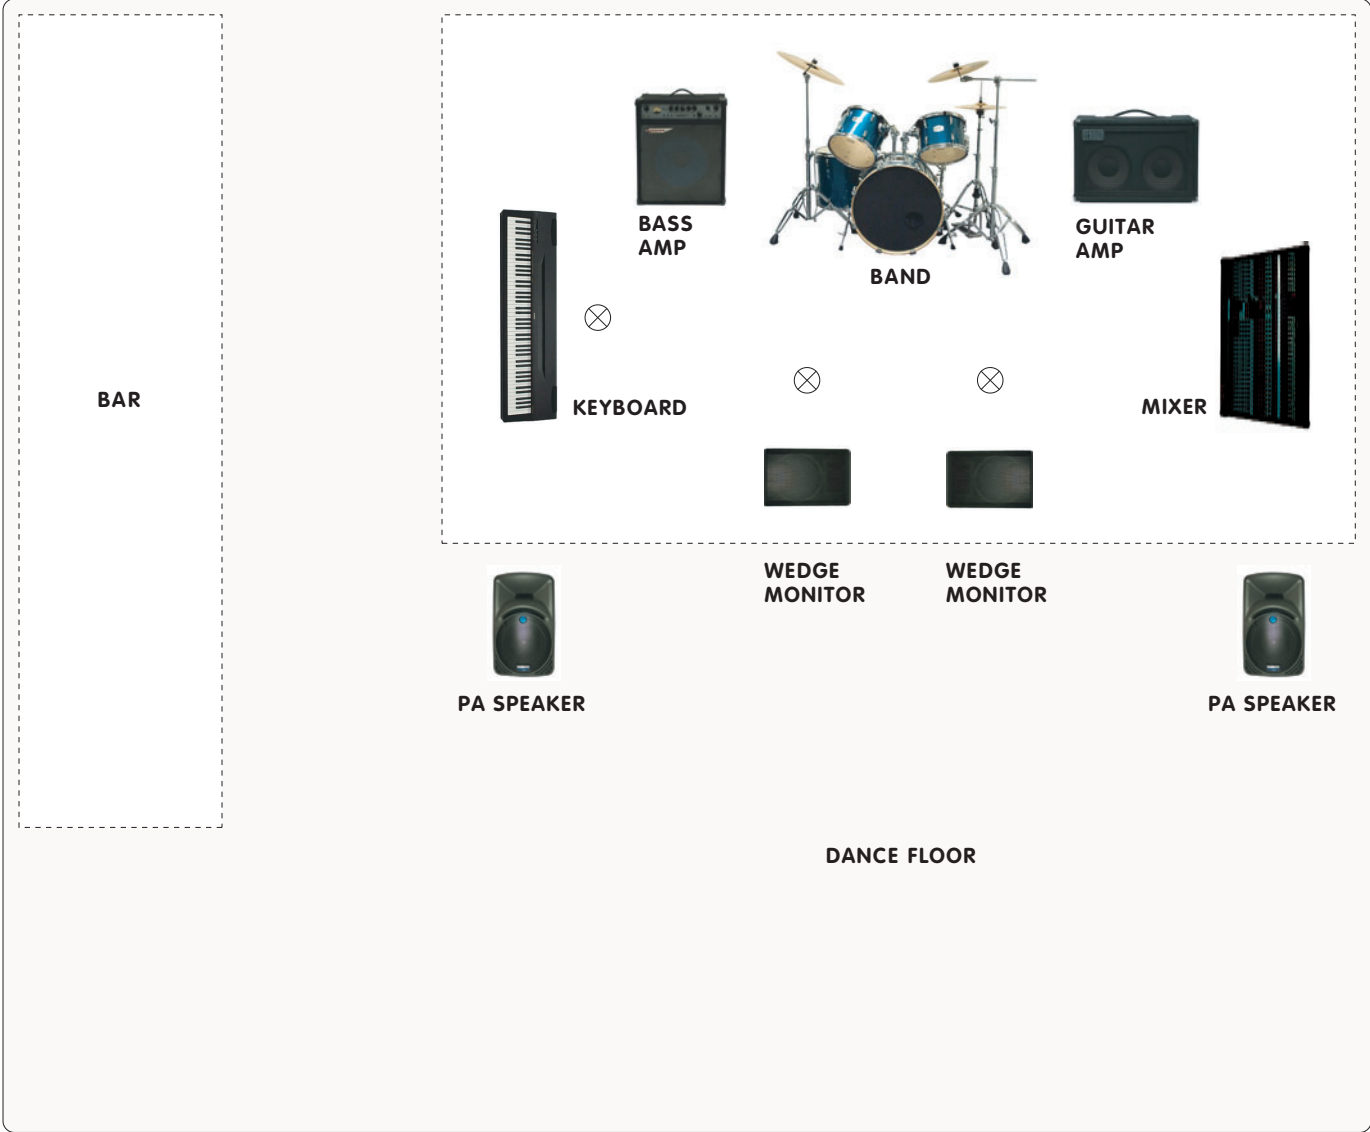 BASS
AMP
GUITAR
AMP
BAND
BAR
KEYBOARD
MIXER
WEDGE
MONITOR
WEDGE
MONITOR
PA SPEAKER
PA SPEAKER
DANCE FLOOR